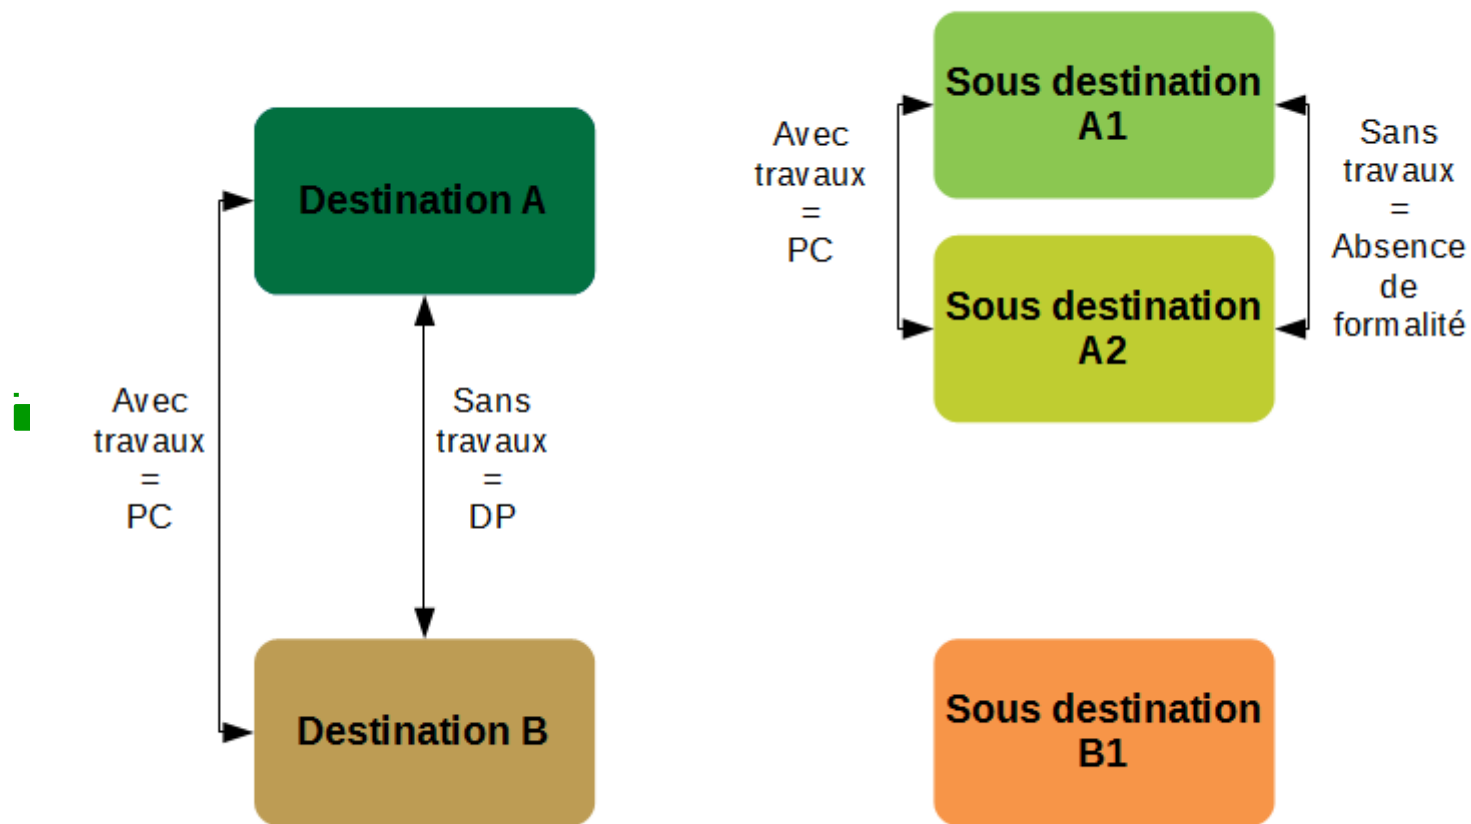 Destination A
Avec
travaux
=
PC
Sans
travaux
=
DP
Destination B
Sous destination
A1
Avec
travaux
=
PC
Sans
travaux
=
Absence
de
formalité
Sous destination
A2
Sous destination
B1